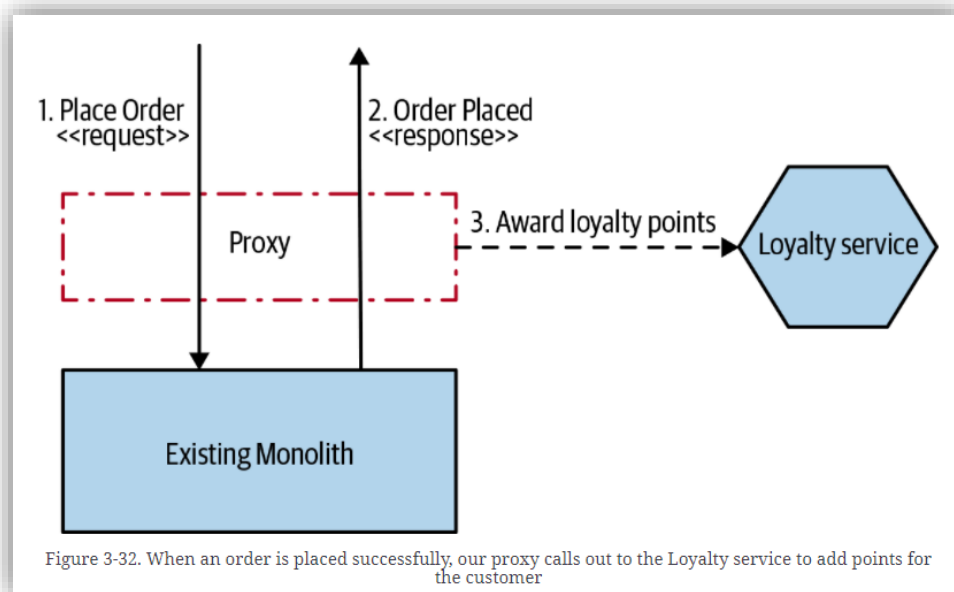 1. Place Order
<<request>>
2. Order Placed
<<response>>
Proxy
3. Award loyalty points
Loyalty service
Existing Monolith
Figure 3-32. When an order is placed successfully, our proxy calls out to the Loyalty service to add points for
the customer